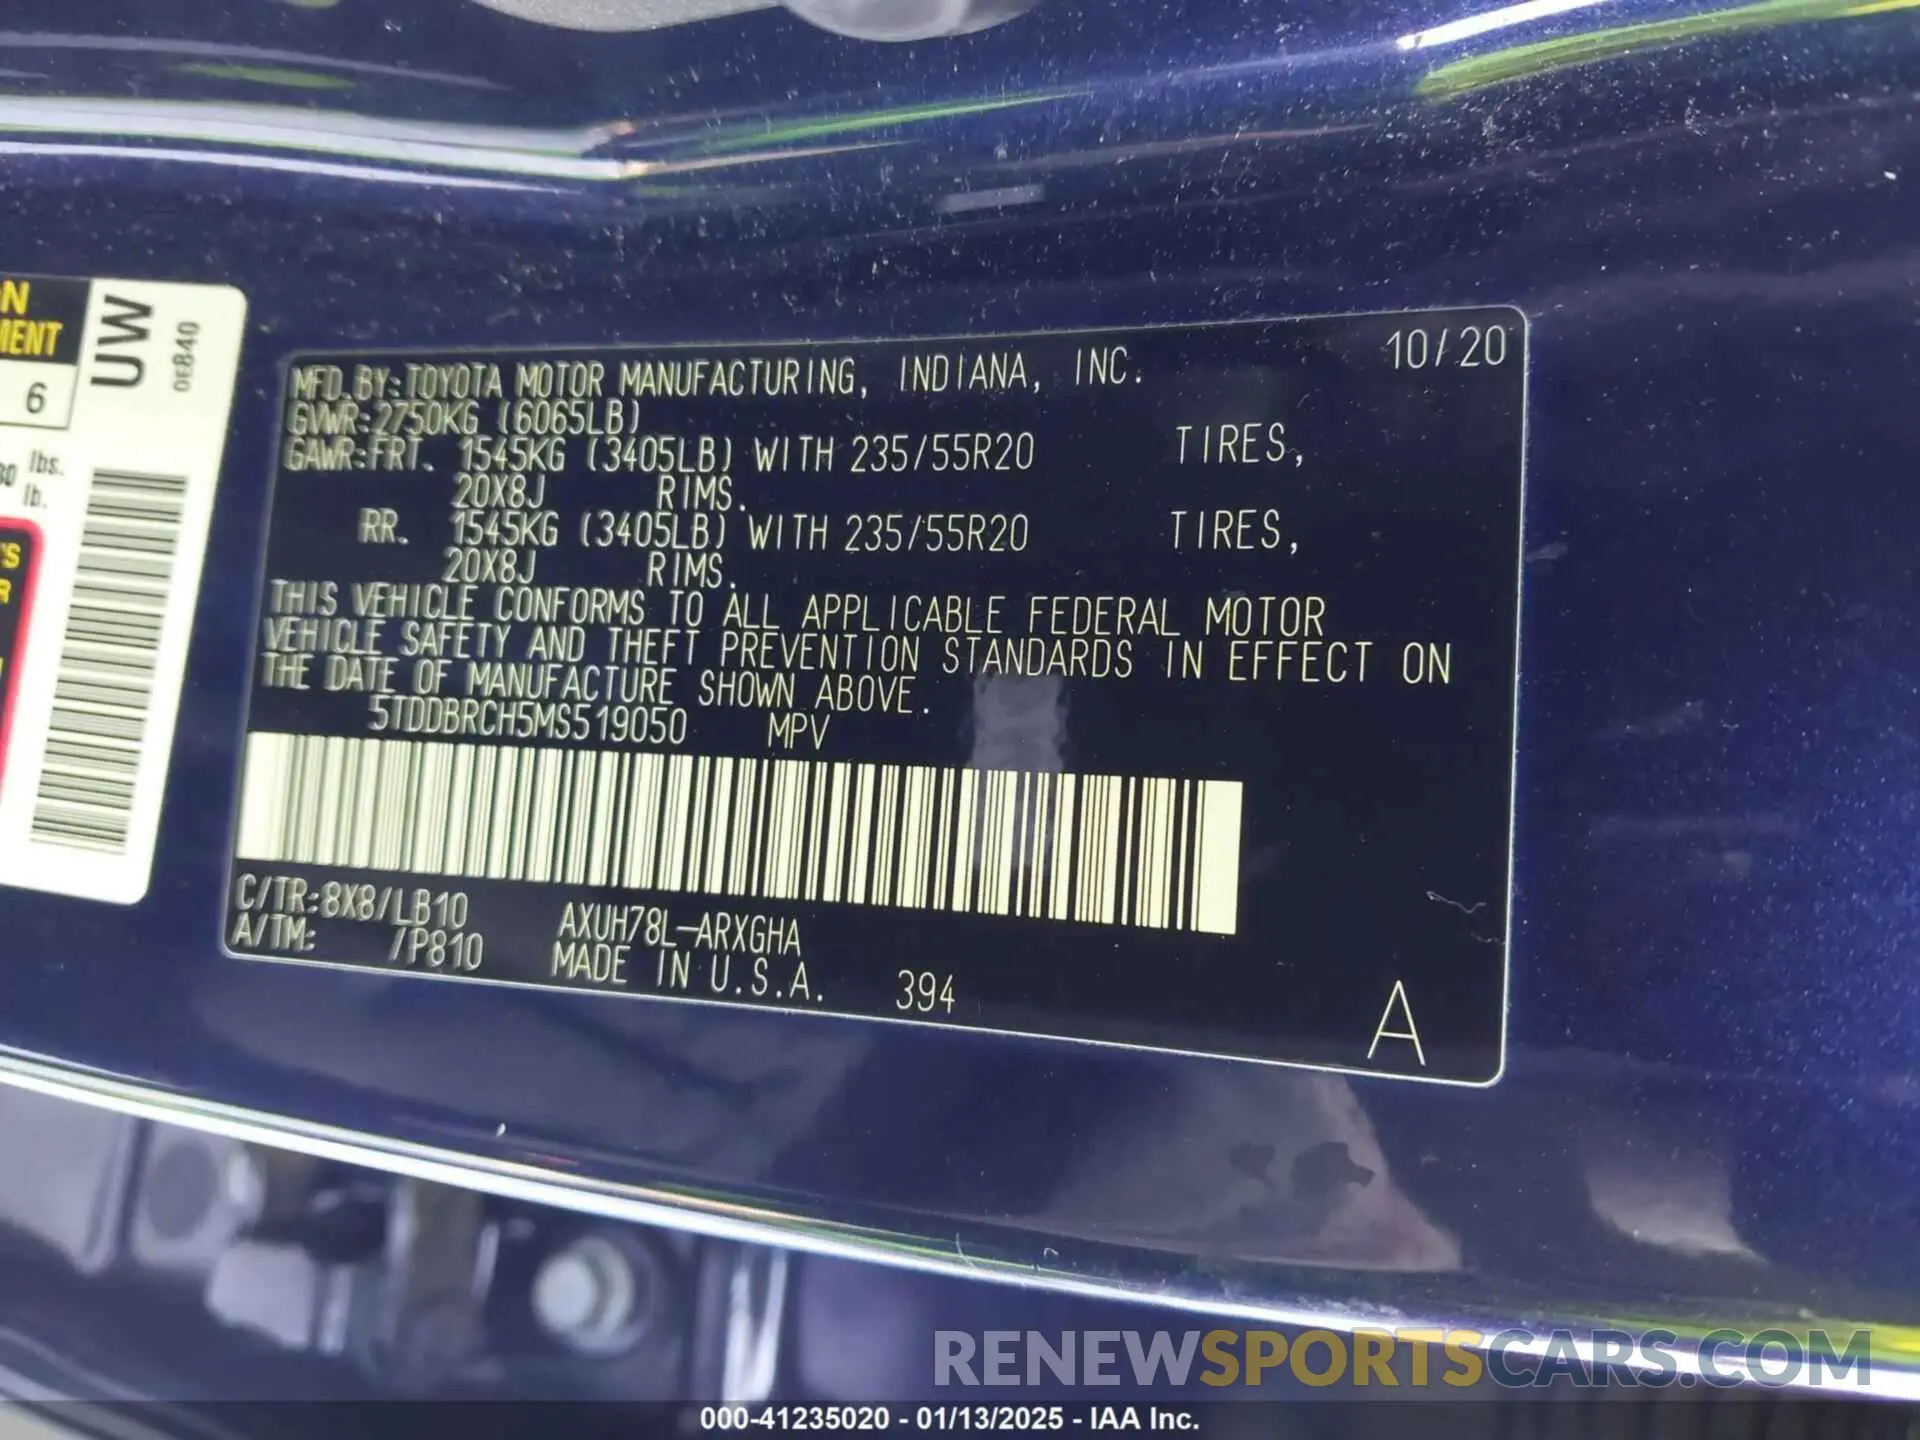 N
MENT
6
lbs.
lb.
'S
R
UW
0E840
MFD.BY:TOYOTA MOTOR MANUFACTURING, INDIANA, INC. 10/20
GVWR:2750KG (6065LB)
GAWR:FRT. 1545KG (3405LB) WITH 235/55R20 TIRES,
20X8J RIMS.
RR. 1545KG (3405LB) WITH 235/55R20 TIRES,
20X8J RIMS.
THIS VEHICLE CONFORMS TO ALL APPLICABLE FEDERAL MOTOR
VEHICLE SAFETY AND THEFT PREVENTION STANDARDS IN EFFECT ON
THE DATE OF MANUFACTURE SHOWN ABOVE.
5TDDBRCH5MS519050 MPV
C/TR:8X8/LB10 AXUH78L-ARXGHA
A/TM: /P810 MADE IN U.S.A. 394
A
RENEWSPORTSCARS.COM
000-41235020 - 01/13/2025 - IAA Inc.